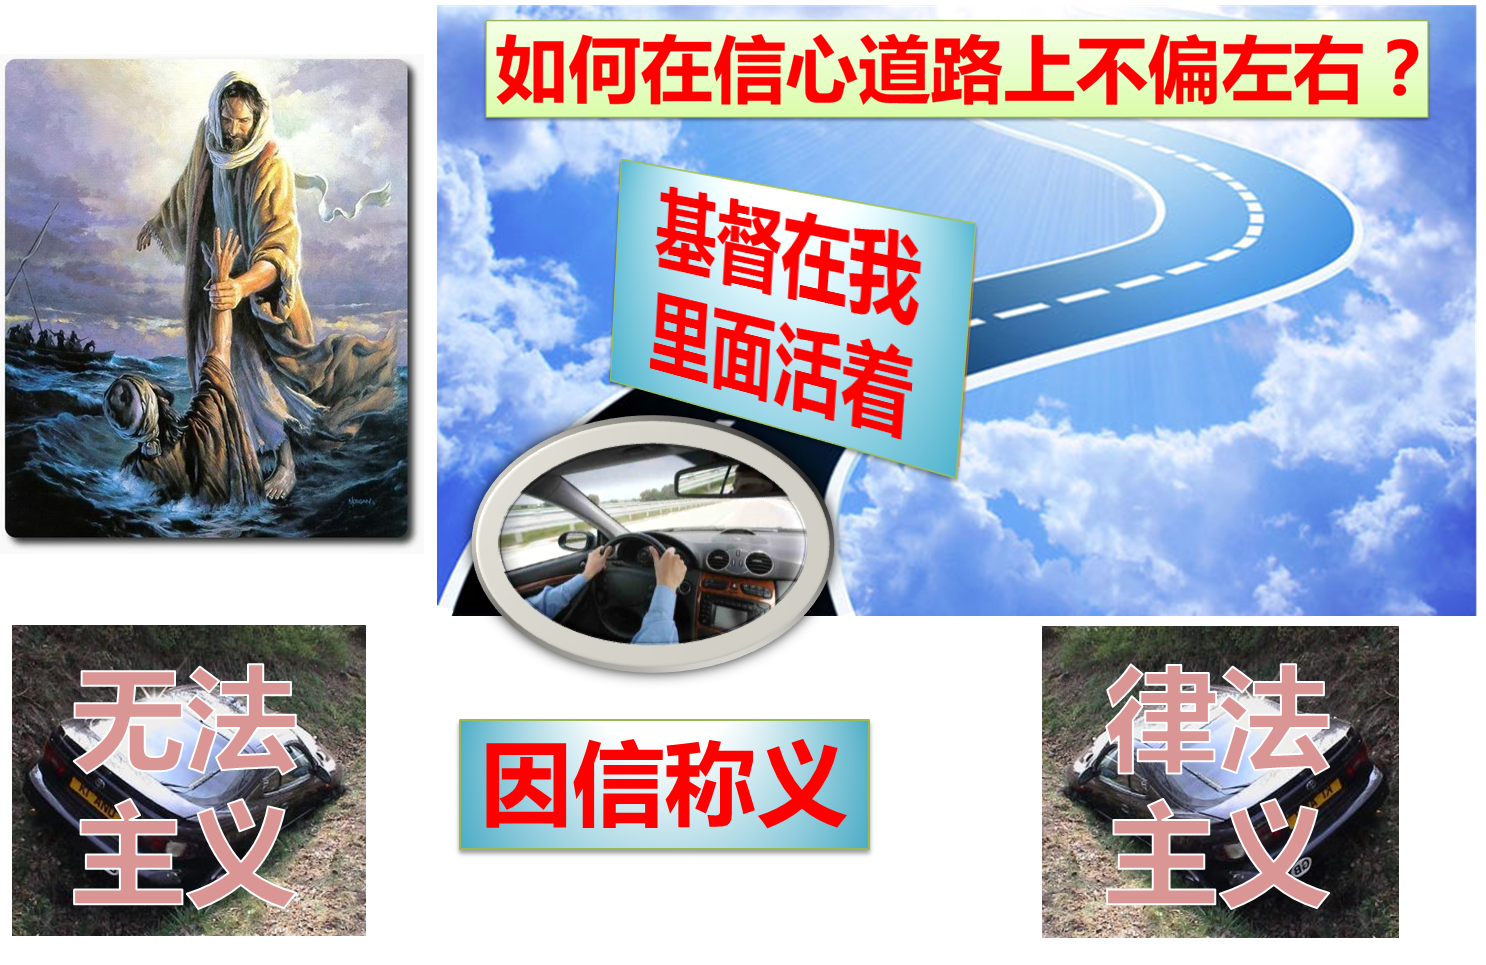 如何在信心道路上不偏左右？
基督在我
里面活着
无法
主义
因信称义
律法
主义
GB